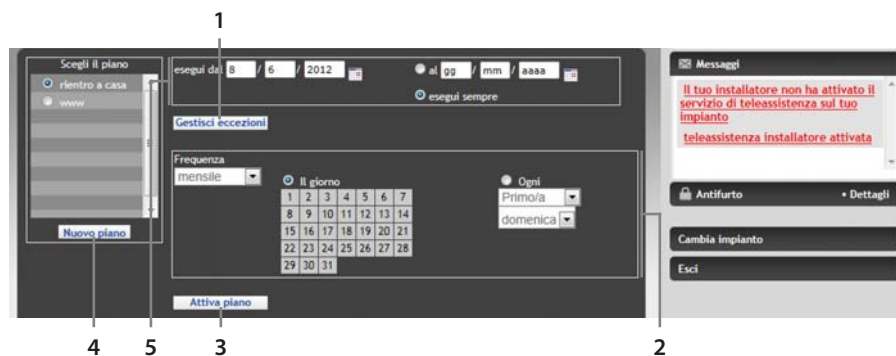 1
Scegli il piano
rientro a casa
www
Nuovo piano
esegui dal 8 / 6 / 2012
al gg / mm / aaaa
esegui sempre
Gestisci eccezioni
Frequenza
mensile
Il giorno
1 2 3 4 5 6 7
8 9 10 11 12 13 14
15 16 17 18 19 20 21
22 23 24 25 26 27 28
29 30 31
Ogni
Primo/a
domenica
Attiva piano
Messaggi
Il tuo installatore non ha attivato il
servizio di teleassistenza sul tuo
impianto
teleassistenza installatore attivata
Antifurto • Dettagli
Cambia impianto
Esci
4 5 3 2